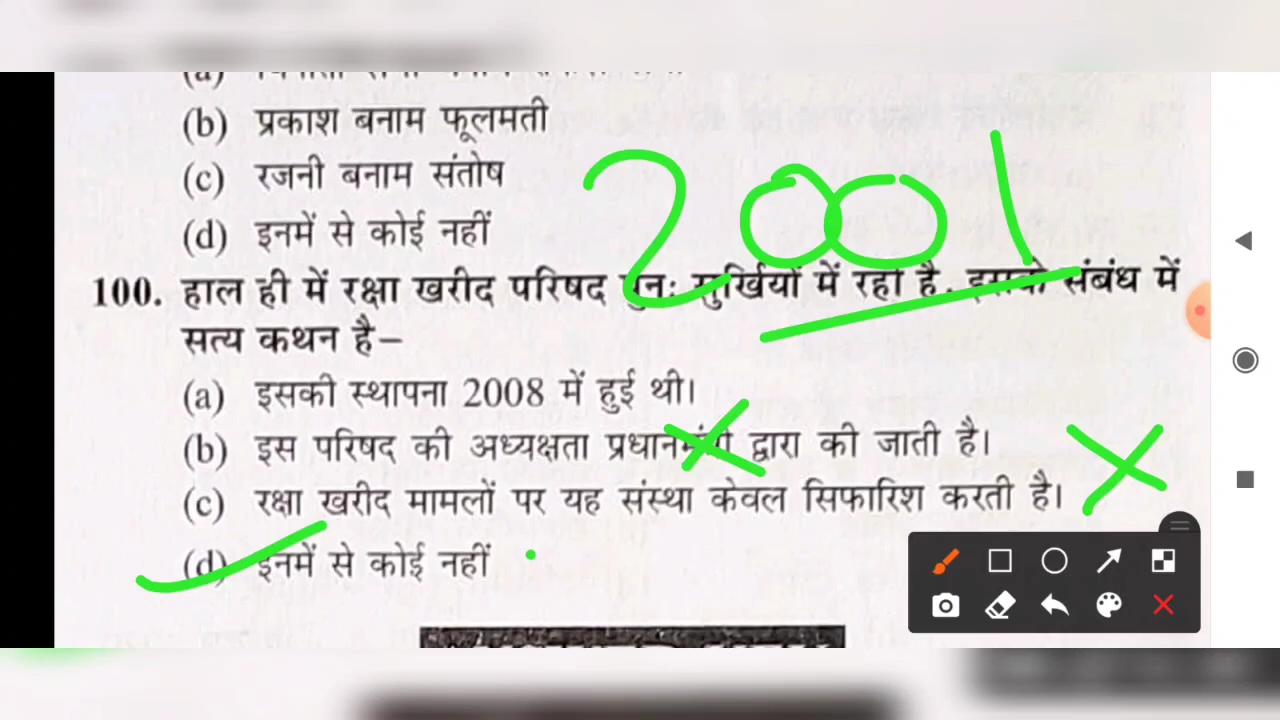 (b) प्रकाश बनाम फूलमती
(c) रजनी बनाम संतोष
(d) इनमें से कोई नहीं
2001
100. हाल ही में रक्षा खरीद परिषद पुनः सुर्खियों में रहा है. इसके संबंध में
सत्य कथन है–
(a) इसकी स्थापना 2008 में हुई थी।
(b) इस परिषद की अध्यक्षता प्रधानमंत्री द्वारा की जाती है।
(c) रक्षा खरीद मामलों पर यह संस्था केवल सिफारिश करती है।
(d) इनमें से कोई नहीं